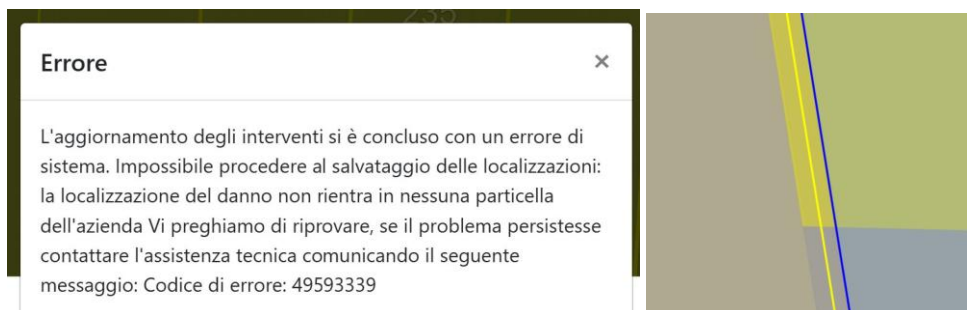 235
Errore
×
L'aggiornamento degli interventi si è concluso con un errore di
sistema. Impossibile procedere al salvataggio delle localizzazioni:
la localizzazione del danno non rientra in nessuna particella
dell'azienda Vi preghiamo di riprovare, se il problema persistesse
contattare l'assistenza tecnica comunicando il seguente
messaggio: Codice di errore: 49593339